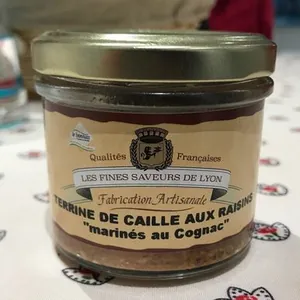 Qualités Françaises
LES FINES SAVEURS DE LYON
Fabrication Artisanale
TERRINE DE CAILLE AUX RAISINS
"marinés au Cognac"